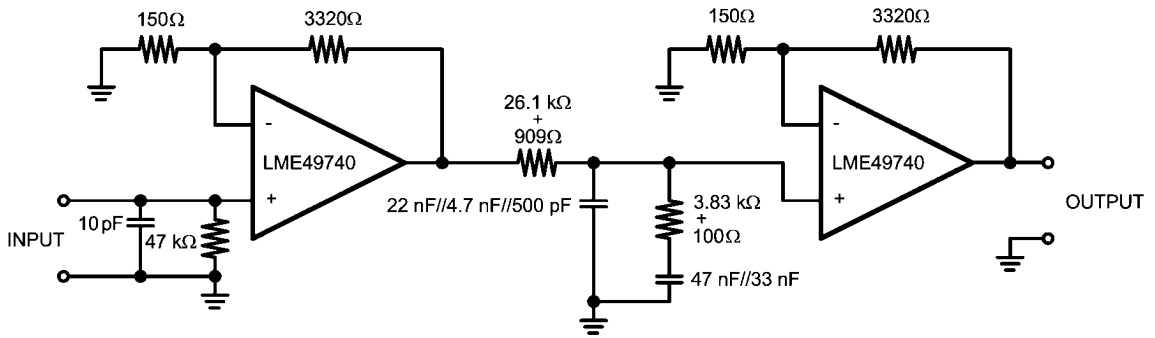 150Ω
3320Ω
150Ω
3320Ω
26.1 kΩ
+
909Ω
-
LME49740
+
-
LME49740
+
22 nF//4.7 nF//500 pF
3.83 kΩ
+
100Ω
47 nF//33 nF
10 pF
47 kΩ
INPUT
OUTPUT